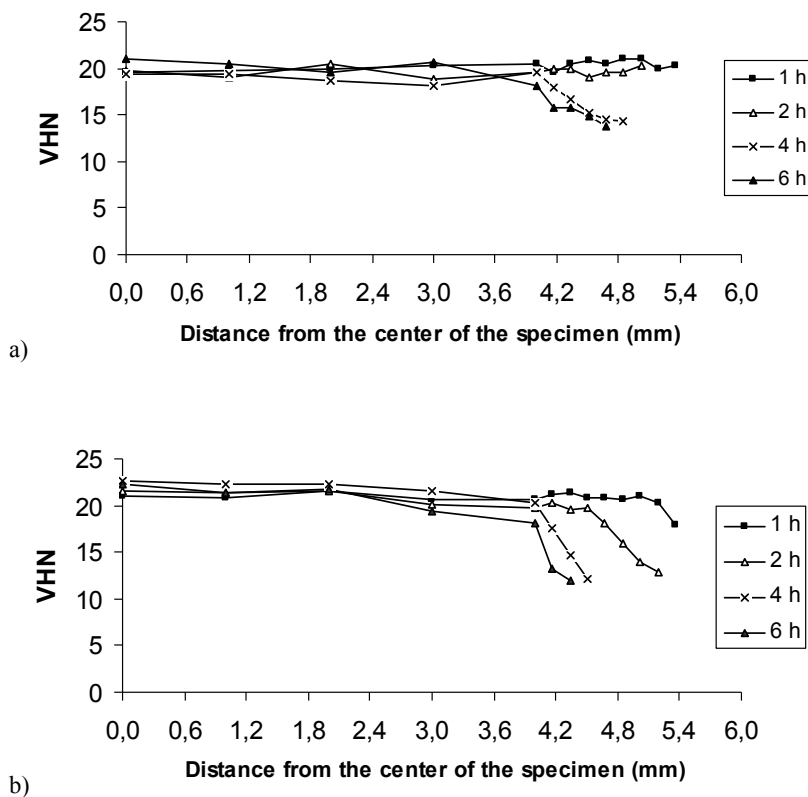 25
20
15
10
5
0
VHN
0,0 0,6 1,2 1,8 2,4 3,0 3,6 4,2 4,8 5,4 6,0
Distance from the center of the specimen (mm)
1 h
2 h
4 h
6 h
a)
25
20
15
10
5
0
VHN
0,0 0,6 1,2 1,8 2,4 3,0 3,6 4,2 4,8 5,4 6,0
Distance from the center of the specimen (mm)
1 h
2 h
4 h
6 h
b)